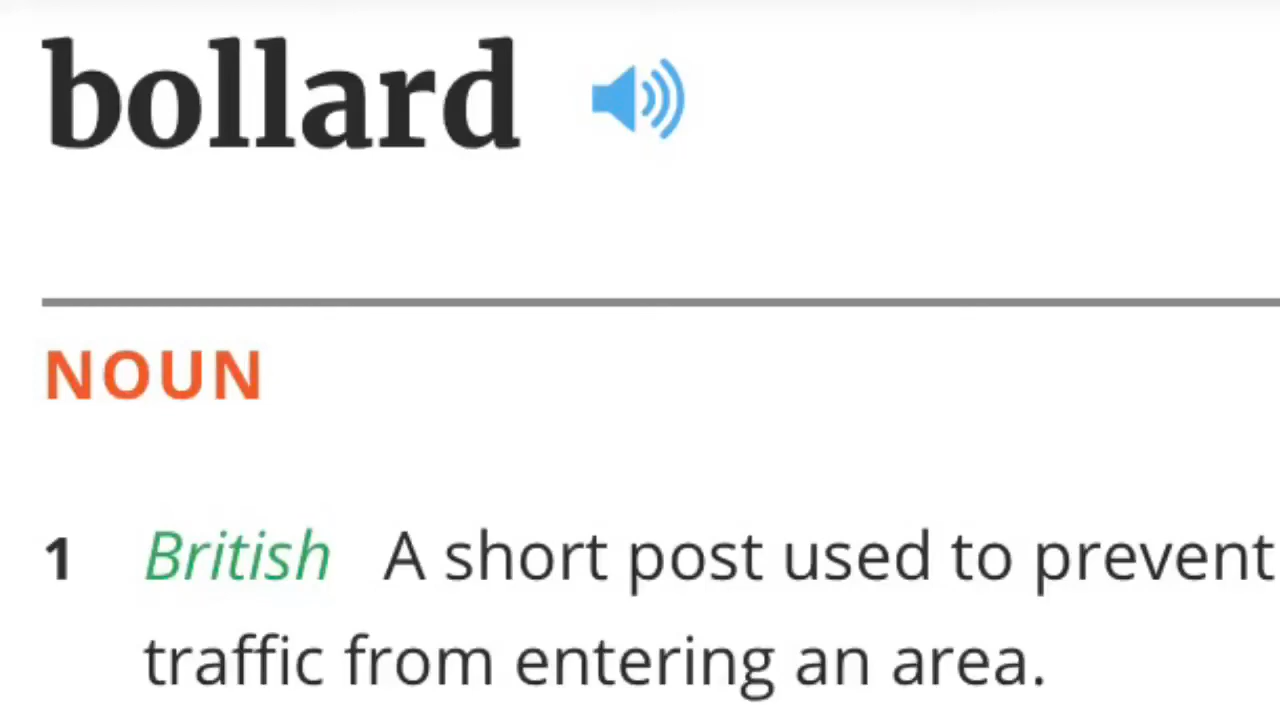 bollard
NOUN
1 British A short post used to prevent
traffic from entering an area.